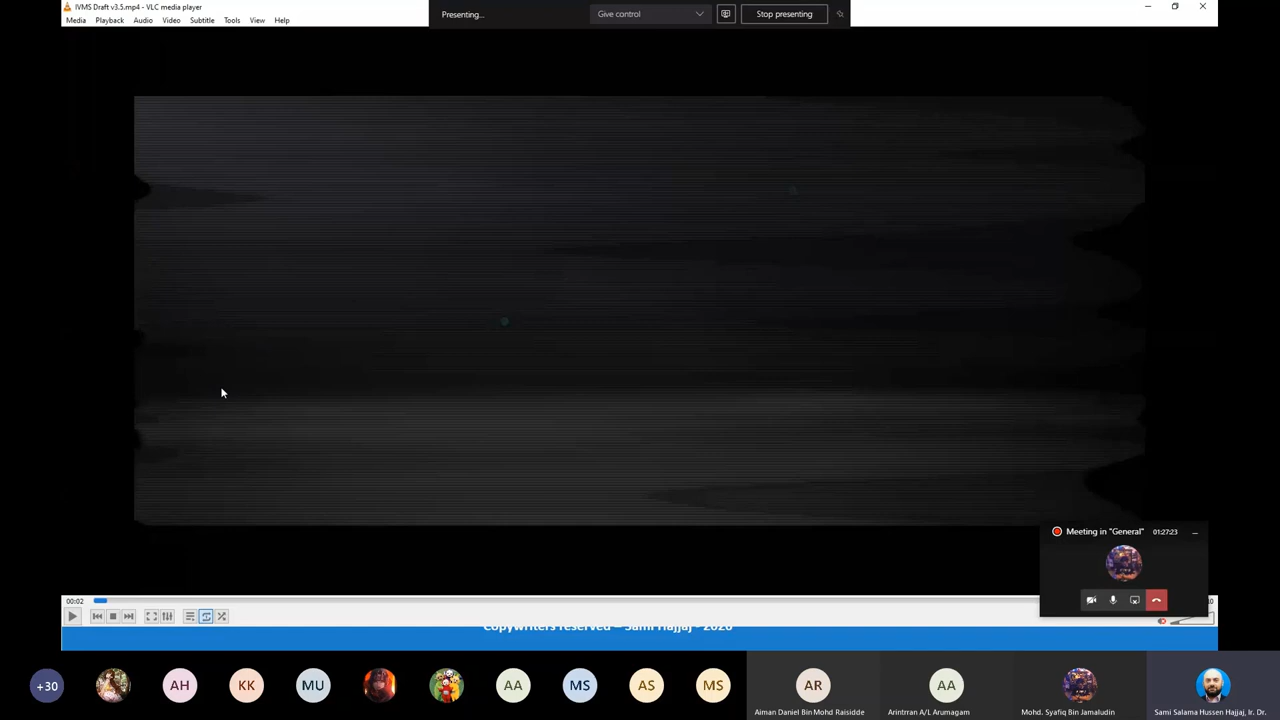 IVMS Draft v3.5.mp4 - VLC media player
Media Playback Audio Video Subtitle Tools View Help
Presenting...
Give control
Stop presenting
Meeting in "General" 01:27:23
00:02
Copywriters reserved – Sami Hajjaj - 2020
+30
AH
KK
MU
AA
MS
AS
MS
AR
AA
Aiman Daniel Bin Mohd Raisidde
Arintrran A/L Arumagam
Mohd. Syafiq Bin Jamaludin
Sami Salama Hussen Hajjaj, Ir. Dr.